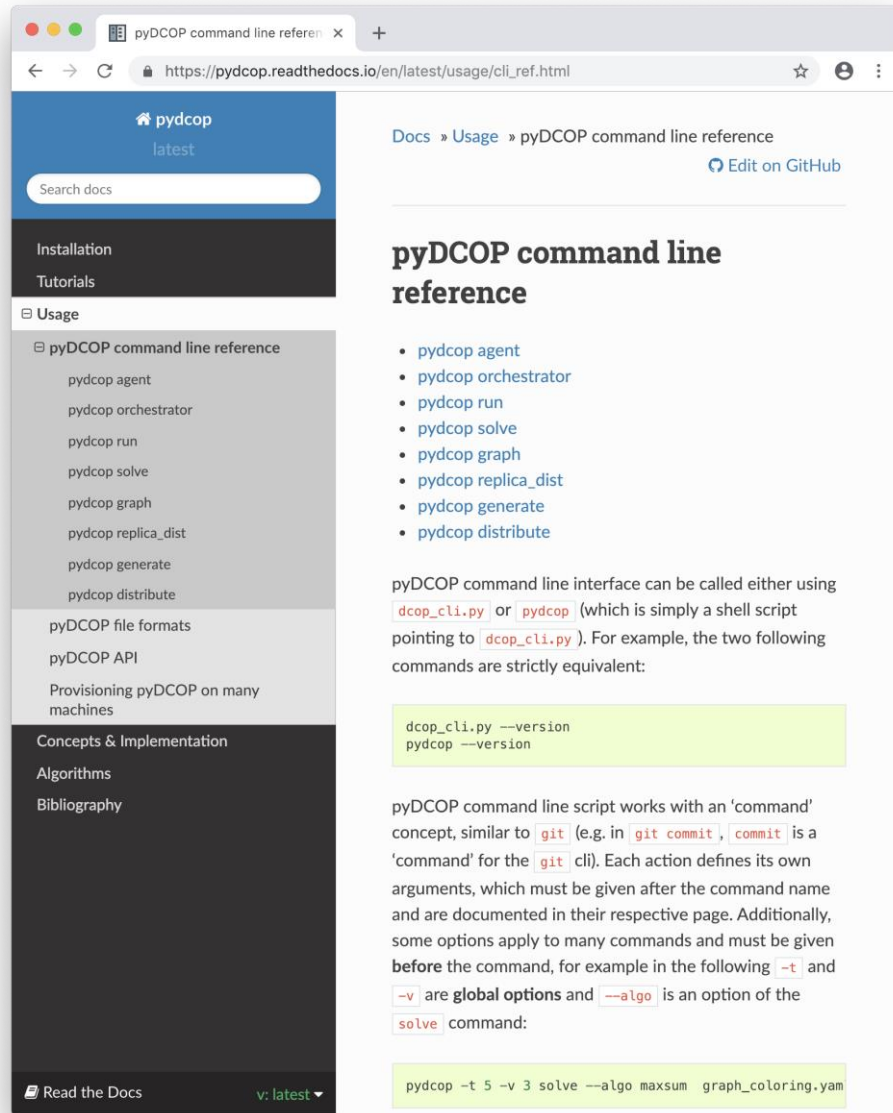 pyDCOP command line referen
https://pydcop.readthedocs.io/en/latest/usage/cli_ref.html
pydcop
latest
Search docs
Installation
Tutorials
Usage
pyDCOP command line reference
pydcop agent
pydcop orchestrator
pydcop run
pydcop solve
pydcop graph
pydcop replica_dist
pydcop generate
pydcop distribute
pyDCOP file formats
pyDCOP API
Provisioning pyDCOP on many
machines
Concepts & Implementation
Algorithms
Bibliography
Read the Docs
v: latest
Docs » Usage » pyDCOP command line reference
Edit on GitHub
pyDCOP command line
reference
• pydcop agent
• pydcop orchestrator
• pydcop run
• pydcop solve
• pydcop graph
• pydcop replica_dist
• pydcop generate
• pydcop distribute
pyDCOP command line interface can be called either using
dcop_cli.py or pydcop (which is simply a shell script
pointing to dcop_cli.py ). For example, the two following
commands are strictly equivalent:
dcop_cli.py --version
pydcop --version
pyDCOP command line script works with an ‘command’
concept, similar to git (e.g. in git commit , commit is a
‘command’ for the git cli). Each action defines its own
arguments, which must be given after the command name
and are documented in their respective page. Additionally,
some options apply to many commands and must be given
before the command, for example in the following -t and
-v are global options and --algo is an option of the
solve command:
pydcop -t 5 -v 3 solve --algo maxsum  graph_coloring.yam